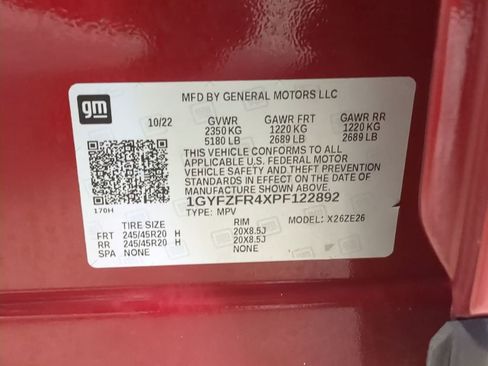 gm
MFD BY GENERAL MOTORS LLC
10/22 GVWR GAWR FRT GAWR RR
2350 KG 1220 KG 1220 KG
5180 LB 2689 LB 2689 LB
THIS VEHICLE CONFORMS TO ALL
APPLICABLE U.S. FEDERAL MOTOR
VEHICLE SAFETY AND THEFT
PREVENTION STANDARDS IN
EFFECT ON THE DATE OF
MANUFACTURE SHOWN ABOVE.
1GYFZFR4XPF122892
170H TYPE: MPV MODEL: X26ZE26
TIRE SIZE RIM
FRT 245/45R20 H 20X8.5J
RR 245/45R20 H 20X8.5J
SPA NONE NONE